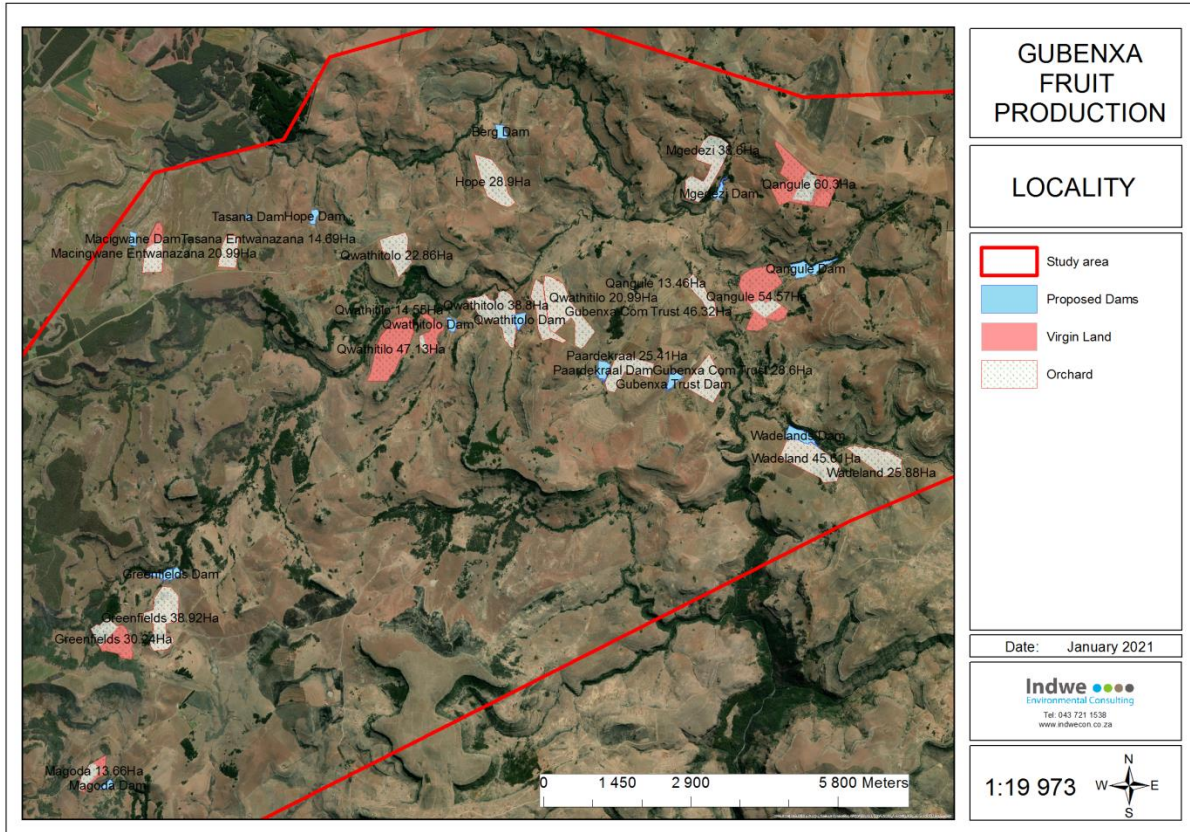 GUBENXA
FRUIT
PRODUCTION
LOCALITY
Study area
Proposed Dams
Virgin Land
Orchard
Date: January 2021
Indwe
Environmental Consulting
Tel: 043 721 1538
www.indwecon.co.za
1:19 973
N
W E
S
Berg Dam
Mgedezi 38.6Ha
Hope 28.9Ha
Mgedezi Dam
Qangule 60.3Ha
Tasana Dam
Hope Dam
Macigwane Dam
Tasana Entwanazana 14.69Ha
Macingwane Entwanazana 20.99Ha
Qwathitolo 22.86Ha
Qangule Dam
Qangule 13.46Ha
Qangule 54.57Ha
Qwathitilo 20.99Ha
Qwathitolo 38.8Ha
Gubenxa Com Trust 46.32Ha
Qwathitilo 14.55Ha
Qwathitolo Dam
Qwathitolo Dam
Qwathitilo 47.13Ha
Paardekraal 25.41Ha
Paardekraal Dam
Gubenxa Com Trust 28.6Ha
Gubenxa Trust Dam
Wadelands Dam
Wadeland 45.61Ha
Wadeland 25.88Ha
Greenfields Dam
Greenfields 38.92Ha
Greenfields 30.24Ha
Magoda 13.66Ha
Magoda Dam
0 1 450 2 900 5 800 Meters